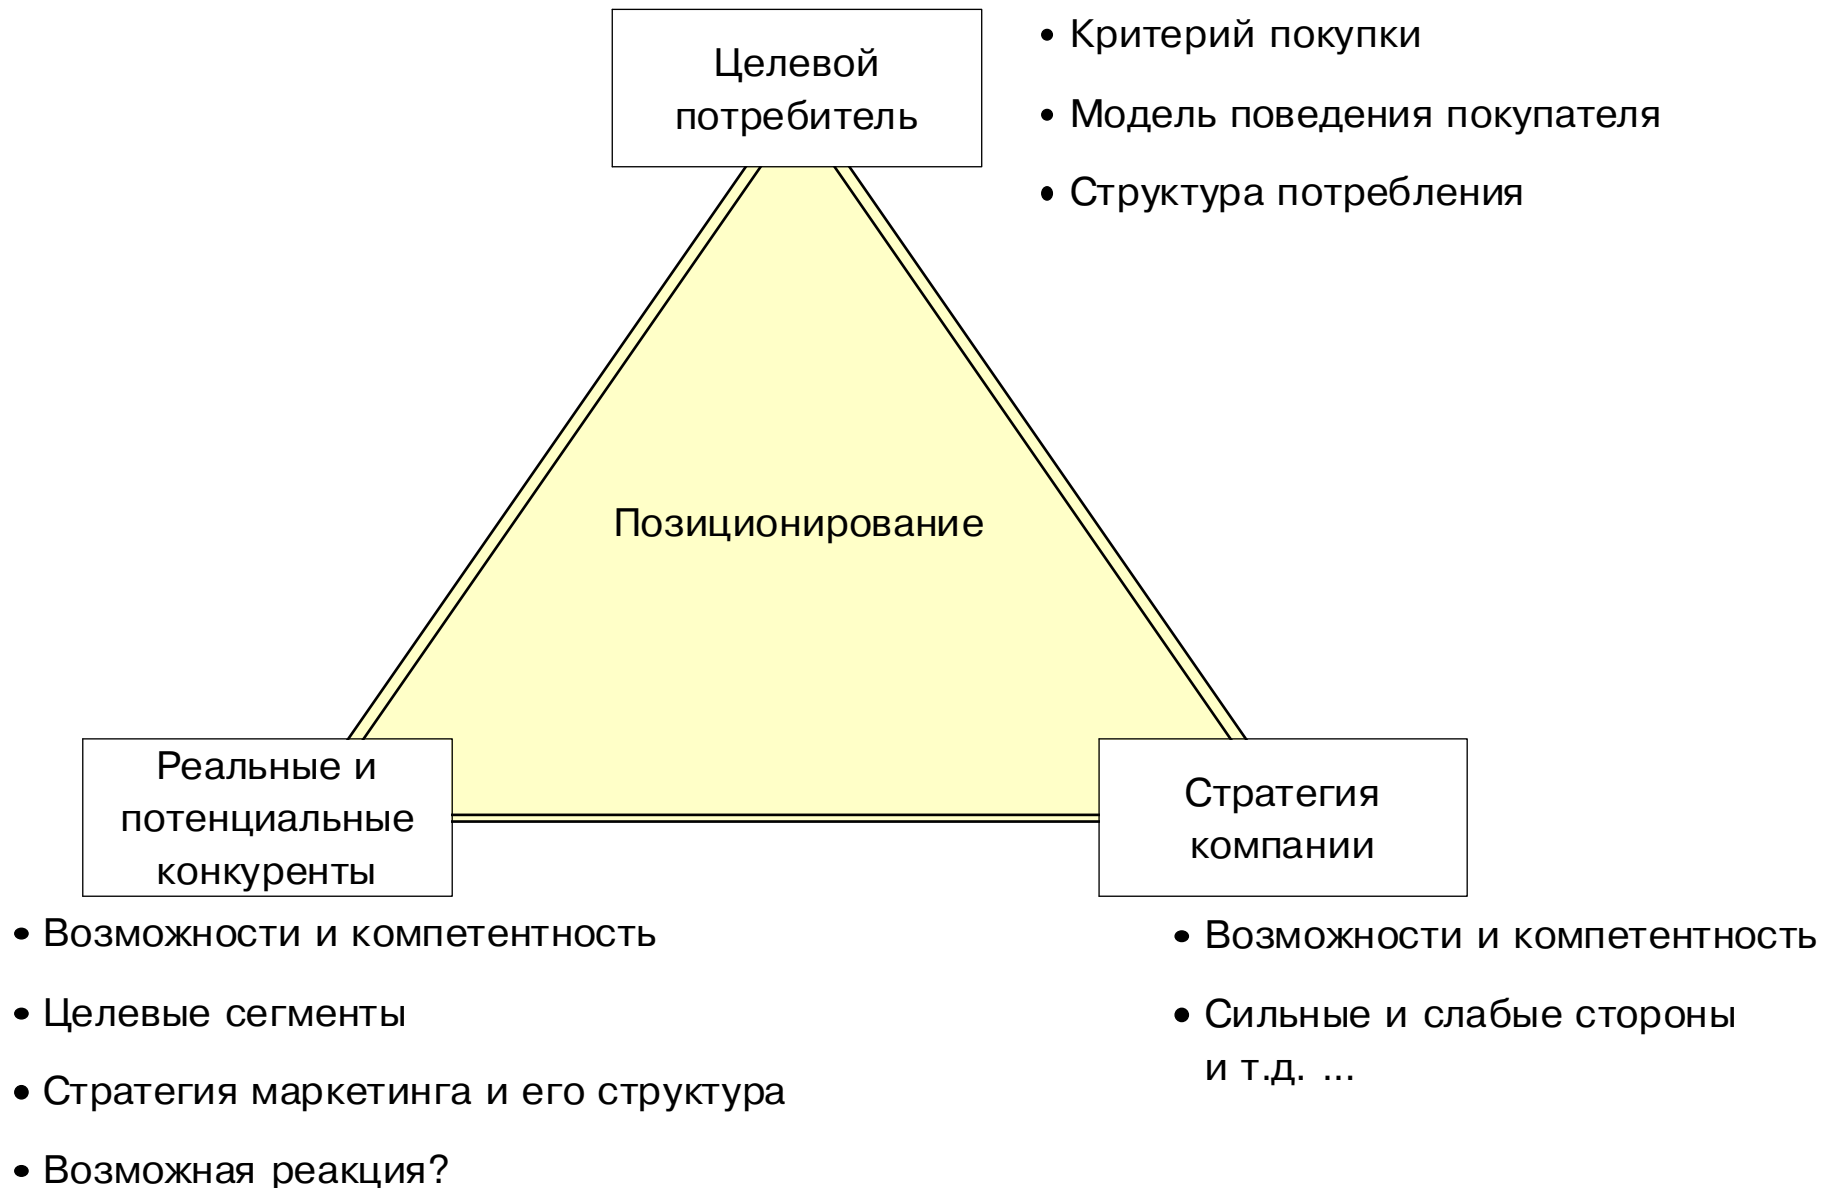 Целевой
потребитель
• Критерий покупки
• Модель поведения покупателя
• Структура потребления
Позиционирование
Реальные и
потенциальные
конкуренты
• Возможности и компетентность
• Целевые сегменты
• Стратегия маркетинга и его структура
• Возможная реакция?
Стратегия
компании
• Возможности и компетентность
• Сильные и слабые стороны
и т.д. ...